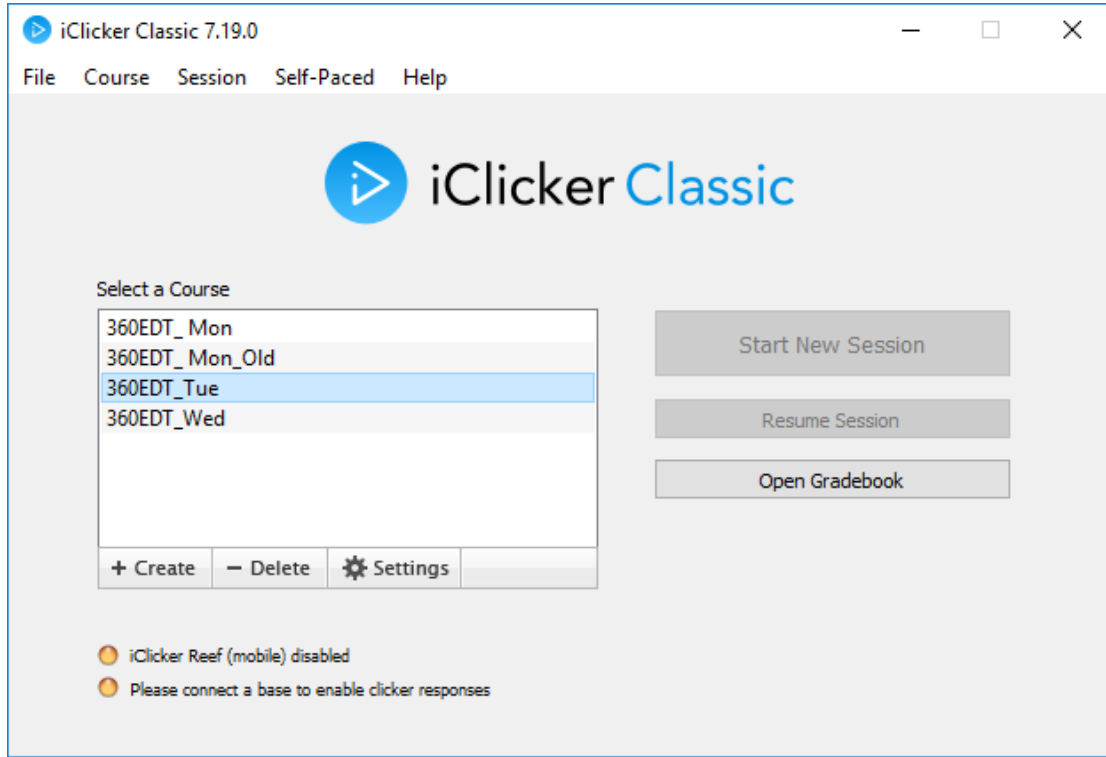 iClicker Classic 7.19.0
File Course Session Self-Paced Help
iClicker Classic
Select a Course
360EDT_ Mon
360EDT_ Mon_Old
360EDT_Tue
360EDT_Wed
+ Create − Delete Settings
Start New Session
Resume Session
Open Gradebook
iClicker Reef (mobile) disabled
Please connect a base to enable clicker responses